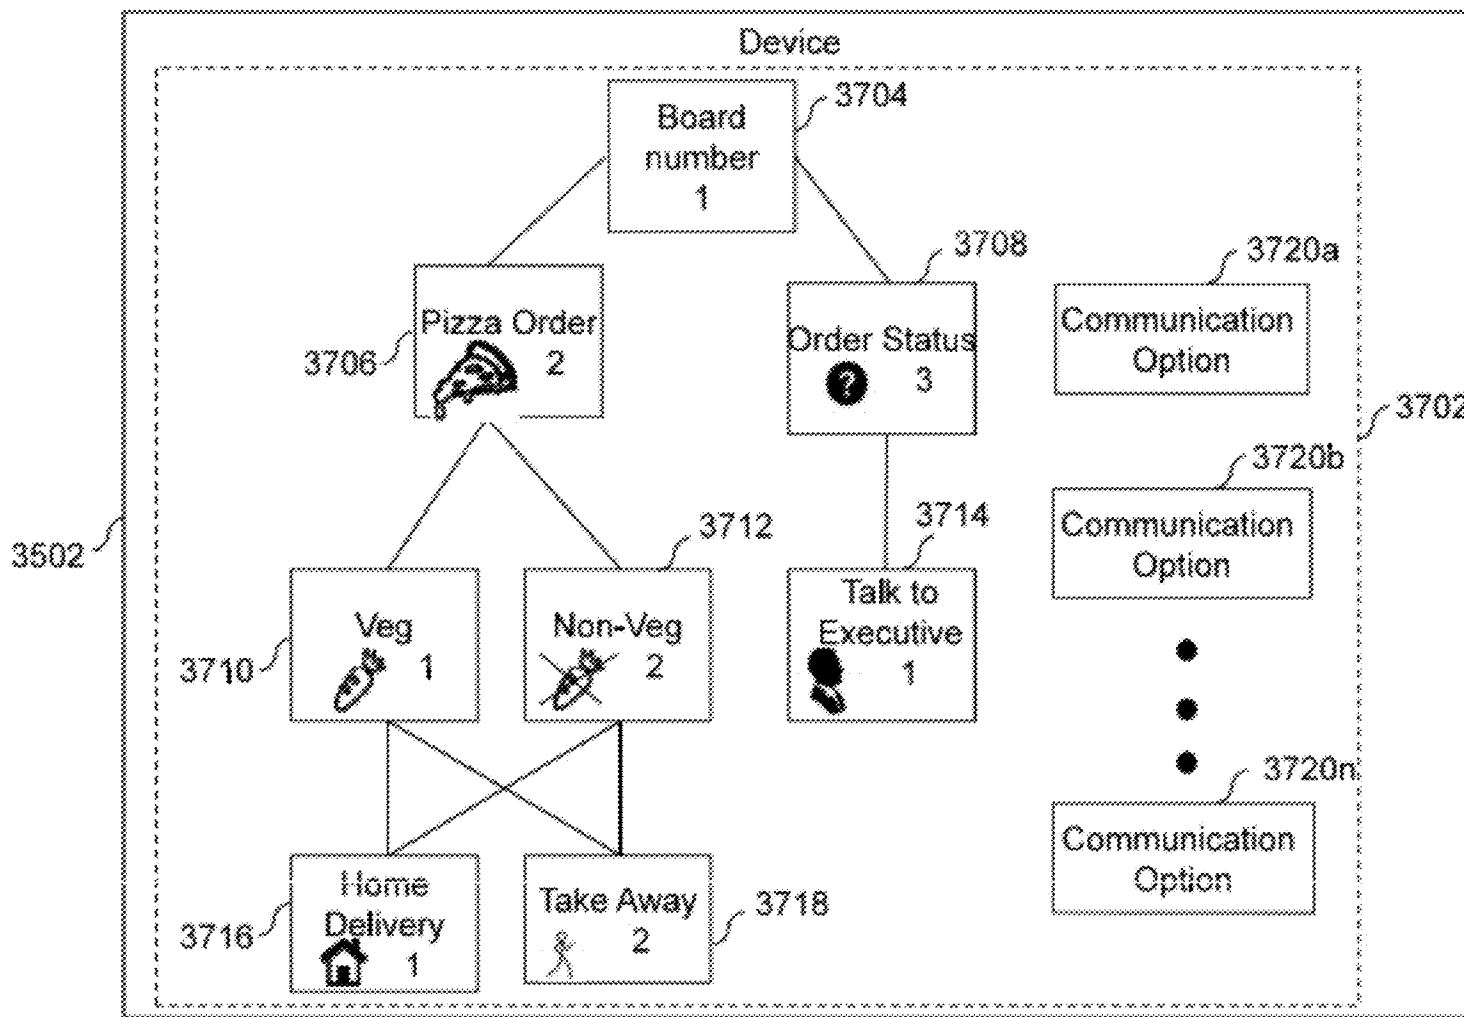 Device
3704
Board
number
1
3708
3720a
Pizza Order
2
3706
Order Status
?
3
Communication
Option
3702
3720b
3712
3714
Communication
Option
3502
Veg
1
3710
Non-Veg
2
Talk to
Executive
1
3720n
Communication
Option
Home
Delivery
1
3716
Take Away
2
3718